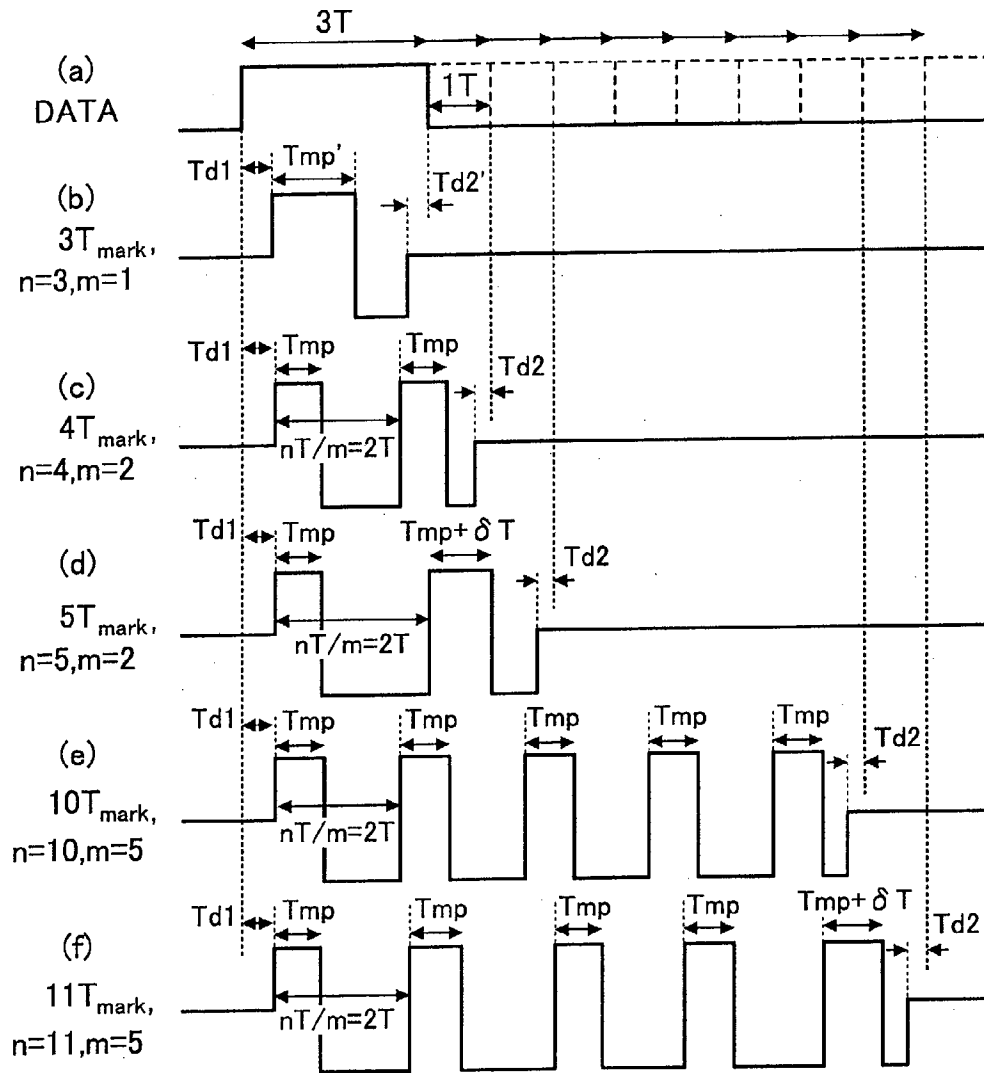 3T
(a)
DATA
1T
Td1
Tmp'
Td2'
(b)
3Tmark,
n=3,m=1
Td1
Tmp
Tmp
Td2
(c)
4Tmark,
nT/m=2T
n=4,m=2
Td1
Tmp
Tmp+δT
Td2
(d)
5Tmark,
nT/m=2T
n=5,m=2
Td1
Tmp
Tmp
Tmp
Tmp
Tmp
Td2
(e)
10Tmark,
nT/m=2T
n=10,m=5
Td1
Tmp
Tmp
Tmp
Tmp
Tmp+δT
Td2
(f)
11Tmark,
nT/m=2T
n=11,m=5